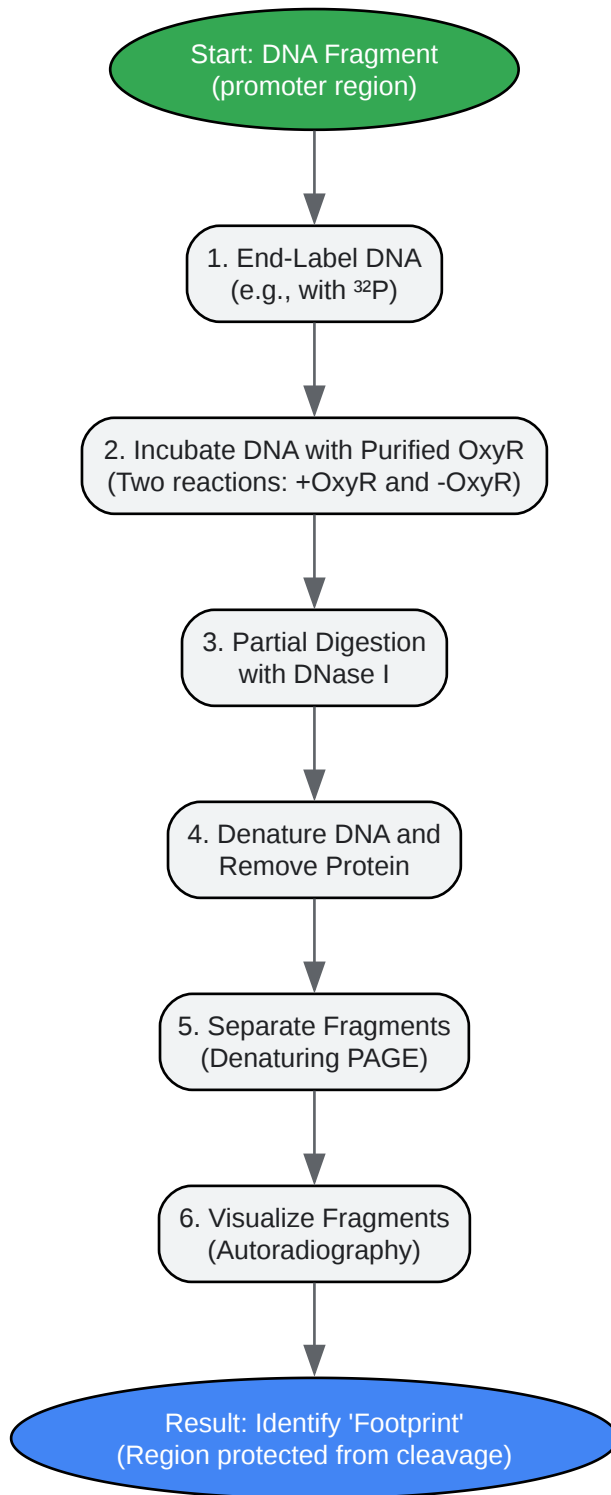 Start: DNA Fragment
(promoter region)
1. End-Label DNA
(e.g., with ³²P)
2. Incubate DNA with Purified OxyR
(Two reactions: +OxyR and -OxyR)
3. Partial Digestion
with DNase I
4. Denature DNA and
Remove Protein
5. Separate Fragments
(Denaturing PAGE)
6. Visualize Fragments
(Autoradiography)
Result: Identify 'Footprint'
(Region protected from cleavage)